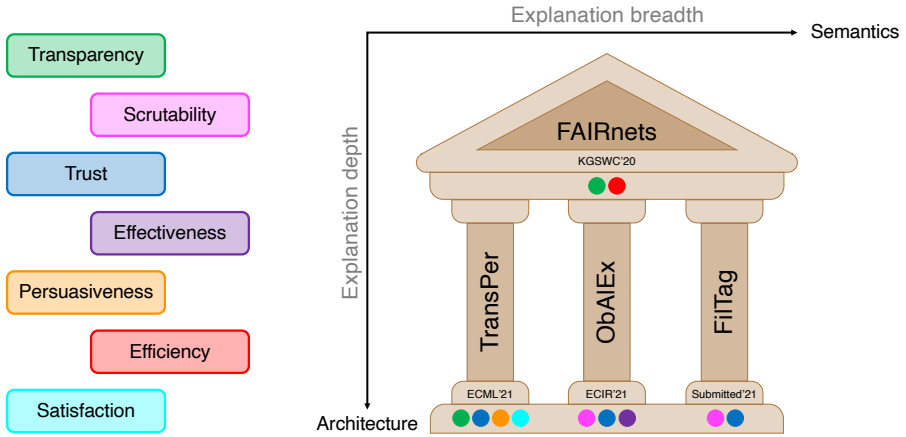 Transparency
Scrutability
Trust
Effectiveness
Persuasiveness
Efficiency
Satisfaction
Explanation breadth
Semantics
Explanation depth
Architecture
FAIRnets
KGSWC'20
TransPer
ObAIEx
FilTag
ECML'21
ECIR'21
Submitted'21